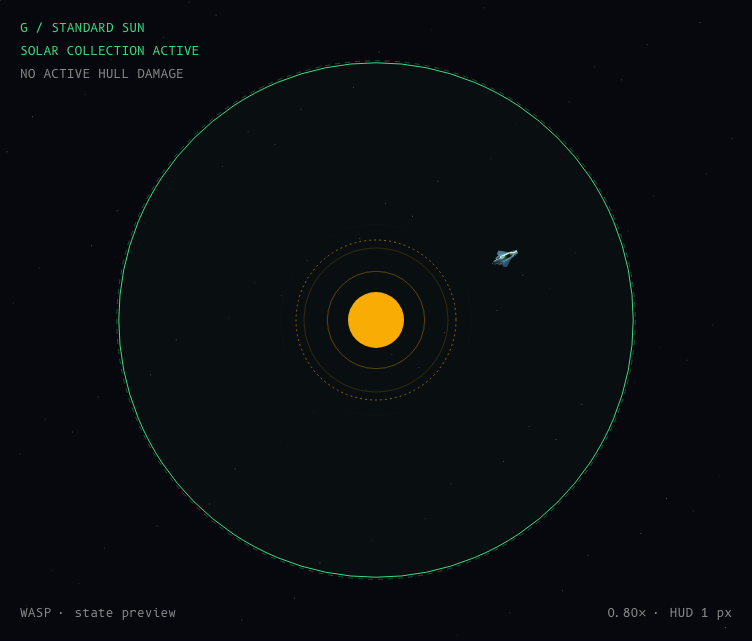 G / STANDARD SUN
SOLAR COLLECTION ACTIVE
NO ACTIVE HULL DAMAGE
WASP · state preview
0.80× · HUD 1 px